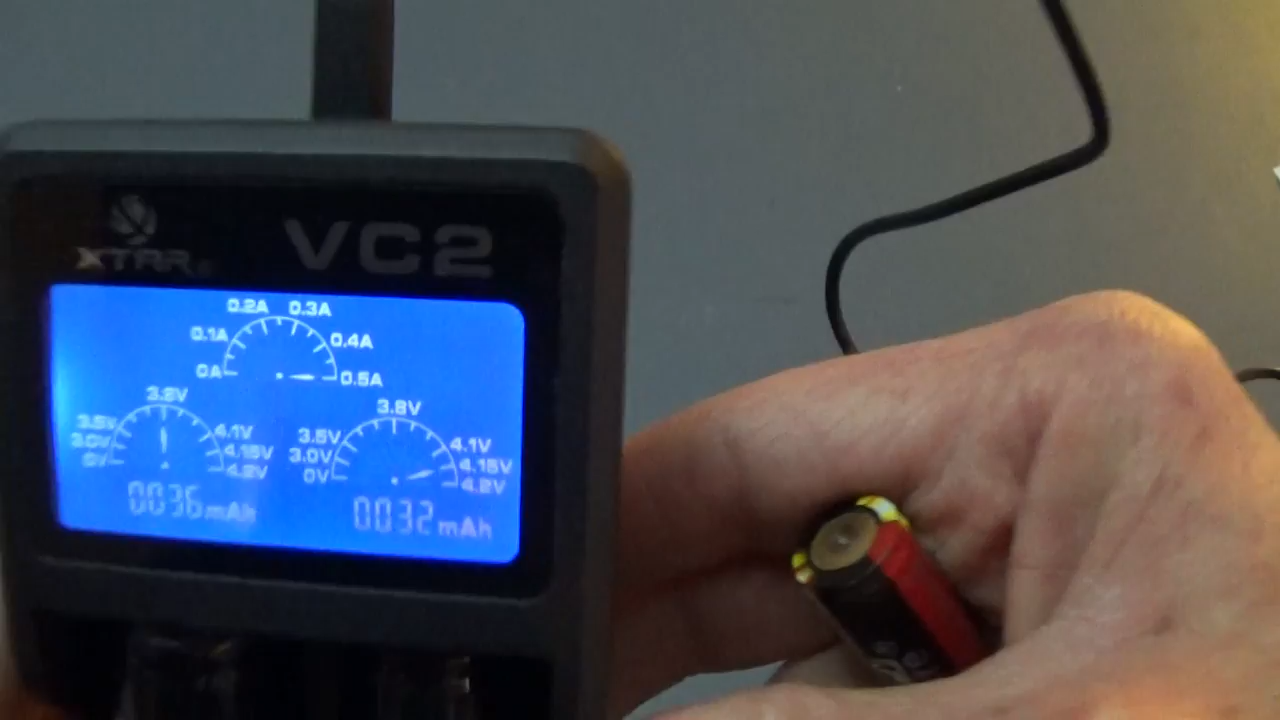 XTAR
VC2
0.2A 0.3A
0.1A 0.4A
0A 0.5A
3.8V
3.5V 4.1V
3.0V 4.15V
0V 4.2V
0036mAh
3.8V
3.5V 4.1V
3.0V 4.15V
0V 4.2V
0032mAh